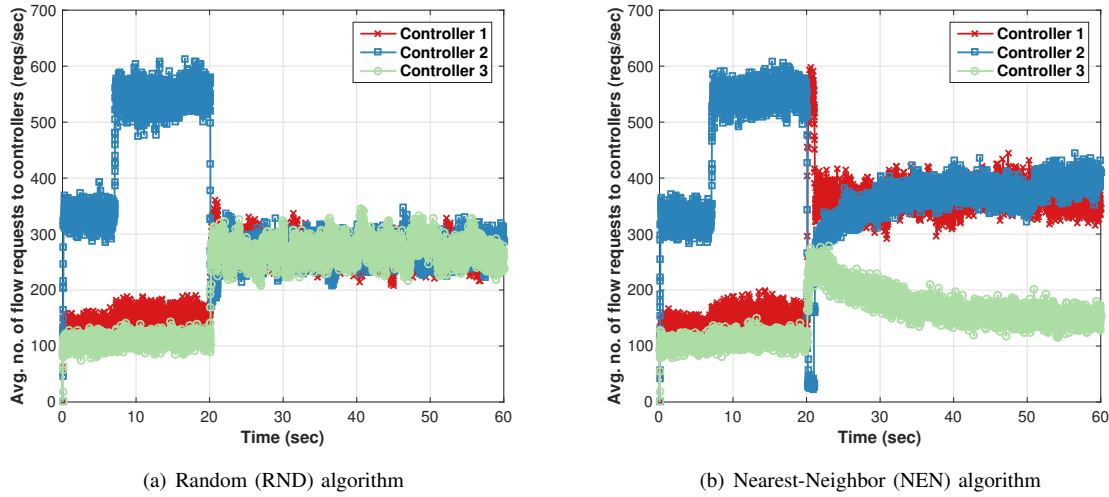 700
600
500
400
300
200
100
0
0 10 20 30 40 50 60
Avg. no. of flow requests to controllers (reqs/sec)
Time (sec)
Controller 1
Controller 2
Controller 3
(a) Random (RND) algorithm
700
600
500
400
300
200
100
0
0 10 20 30 40 50 60
Avg. no. of flow requests to controllers (reqs/sec)
Time (sec)
Controller 1
Controller 2
Controller 3
(b) Nearest-Neighbor (NEN) algorithm